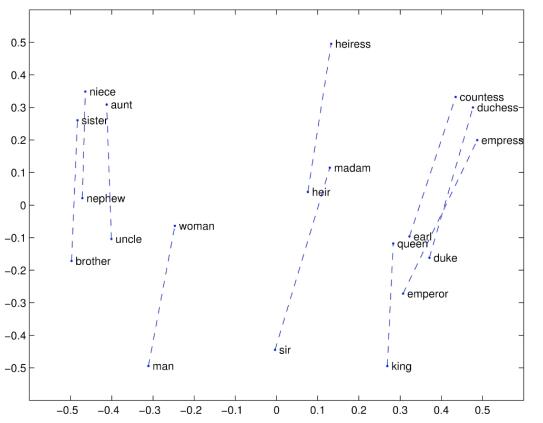 0.5
heiress
0.4
niece
countess
0.3
aunt
duchess
sister
0.2
empress
0.1
madam
nephew
heir
0
woman
−0.1
uncle
earl
queen
brother
duke
−0.2
−0.3
emperor
−0.4
sir
−0.5
man
king
−0.5 −0.4 −0.3 −0.2 −0.1 0 0.1 0.2 0.3 0.4 0.5